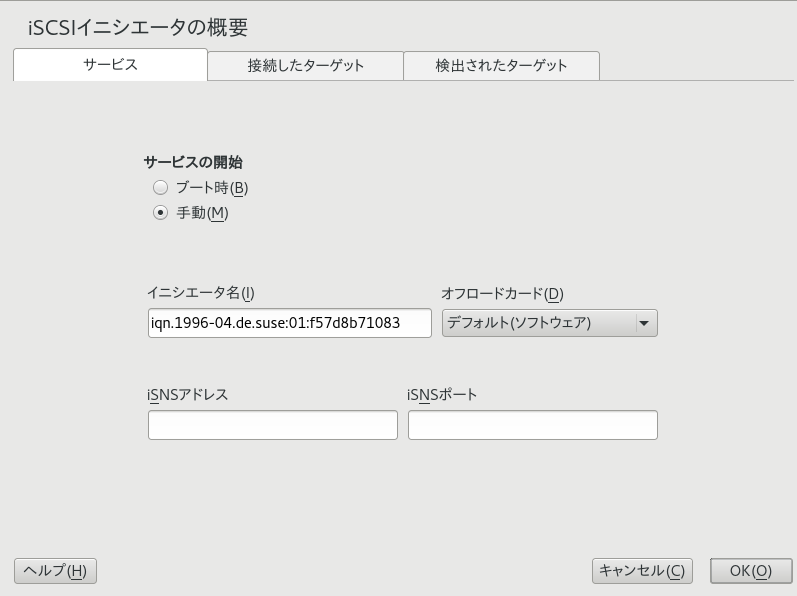 iSCSIイニシエータの概要
サービス 接続したターゲット 検出されたターゲット
サービスの開始
ブート時(B)
手動(M)
イニシエータ名(I) オフロードカード(D)
iqn.1996-04.de.suse:01:f57d8b71083 デフォルト(ソフトウェア)
iSNSアドレス iSNSポート
ヘルプ(H) キャンセル(C) OK(O)